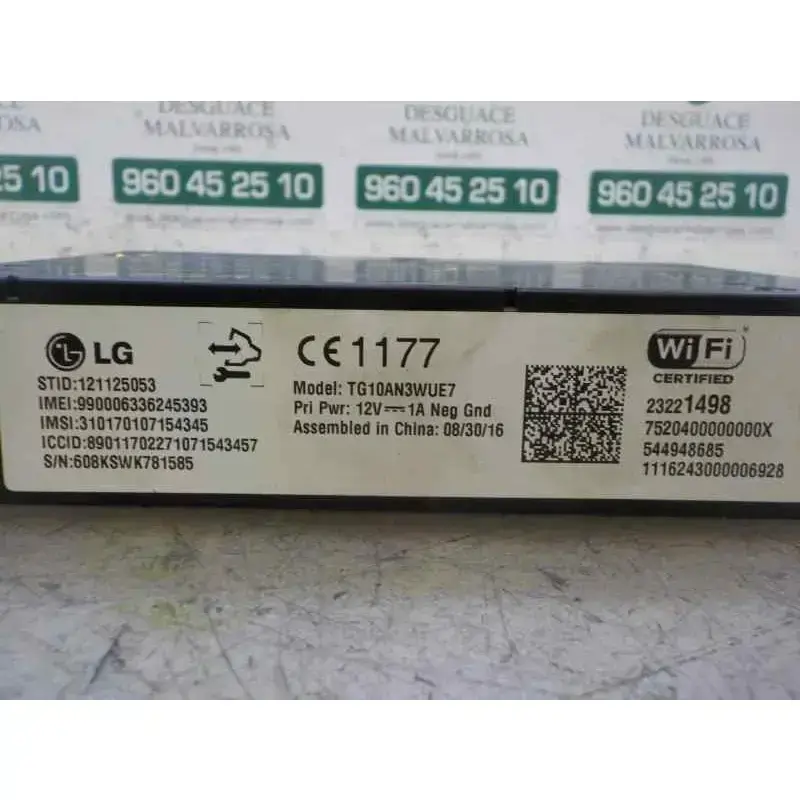 DESGUACE
MALVARROSA
DESGUACE
MALVARROSA
DESGUACE
MALVARROSA
5 10
960 45 25 10
960 45 25 10
960 45 25 10
LG
STID:121125053
IMEI:990006336245393
IMSI:310170107154345
ICCID:89011702271071543457
S/N:608KSWK781585
CE1177
Model: TG10AN3WUE7
Pri Pwr: 12V 1A Neg Gnd
Assembled in China: 08/30/16
WiFi
CERTIFIED
23221498
7520400000000X
544948685
1116243000006928